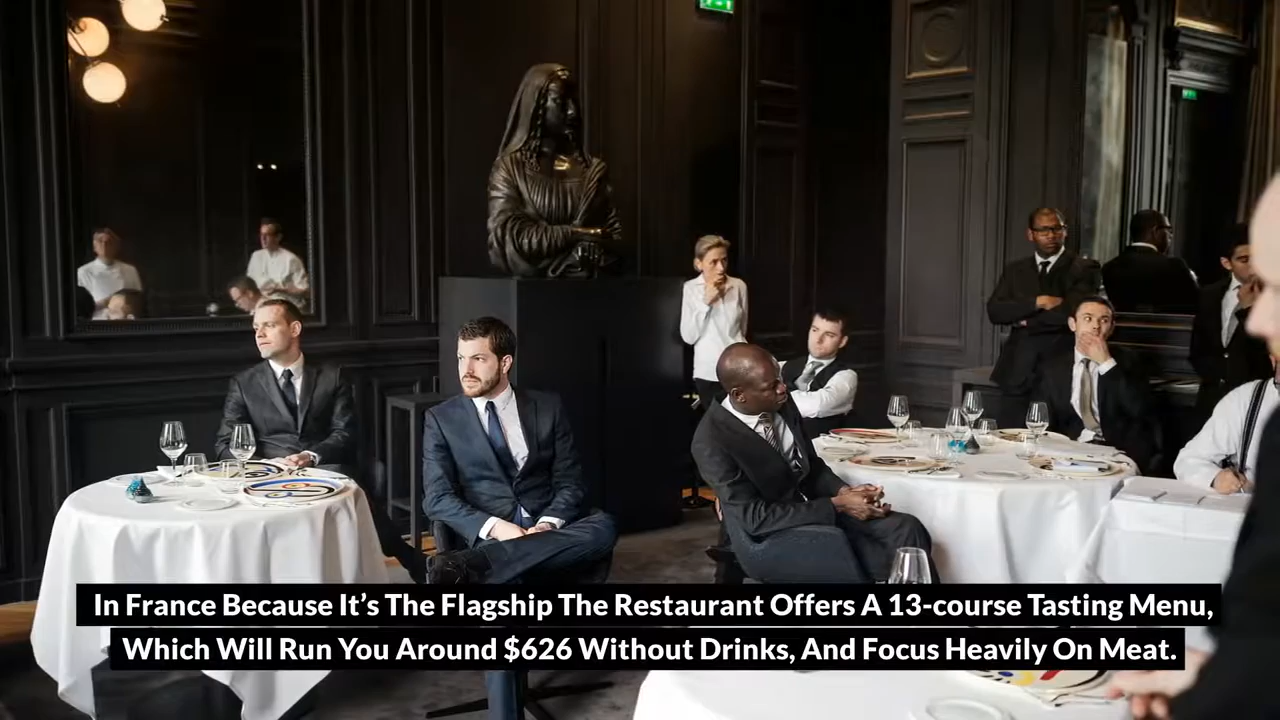 In France Because It’s The Flagship The Restaurant Offers A 13-course Tasting Menu,
Which Will Run You Around $626 Without Drinks, And Focus Heavily On Meat.